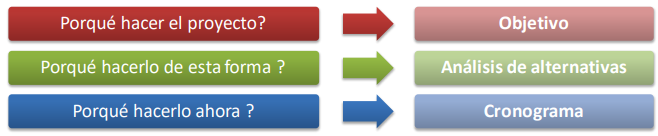 Porqué hacer el proyecto?
Objetivo
Porqué hacerlo de esta forma ?
Análisis de alternativas
Porqué hacerlo ahora ?
Cronograma